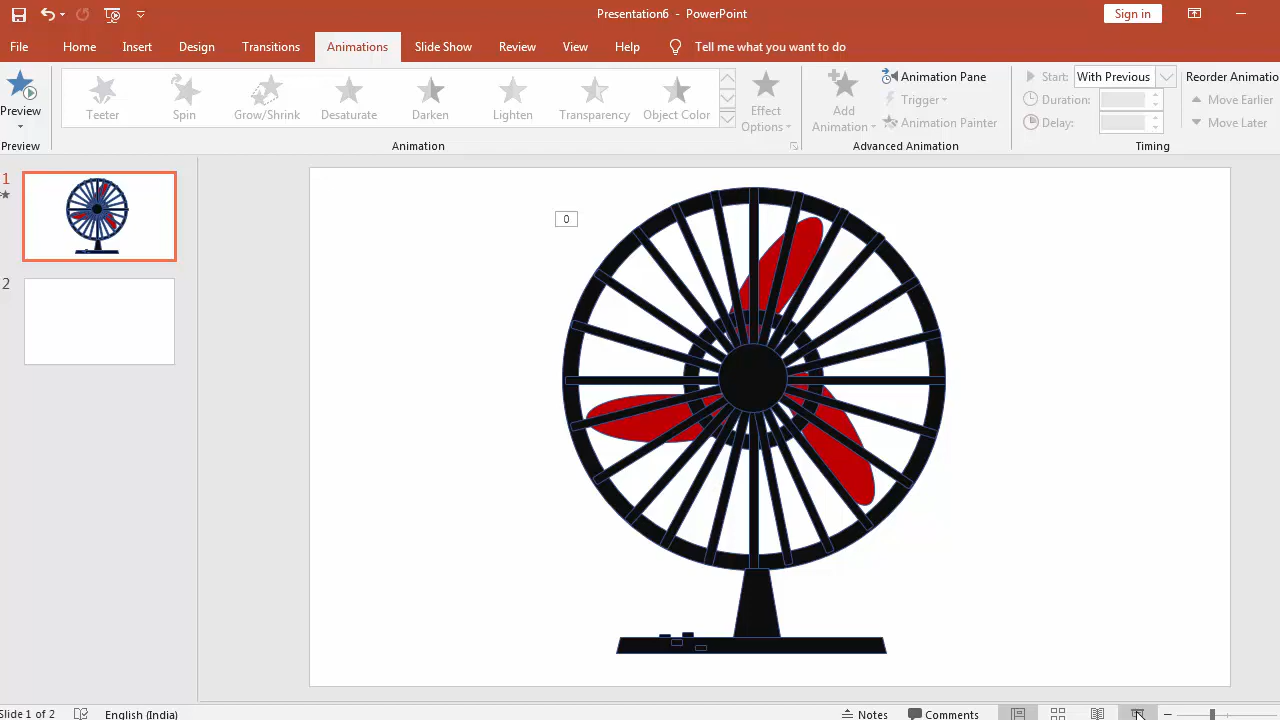 Presentation6 - PowerPoint
Sign in
File Home Insert Design Transitions Animations Slide Show Review View Help Tell me what you want to do
Preview
Teeter Spin Grow/Shrink Desaturate Darken Lighten Transparency Object Color
Effect Options
Add Animation
Animation Pane
Trigger
Animation Painter
Start: With Previous
Duration:
Delay:
Reorder Animatio
Move Earlier
Move Later
Preview Animation Advanced Animation Timing
1
2
0
Slide 1 of 2 English (India) Notes Comments